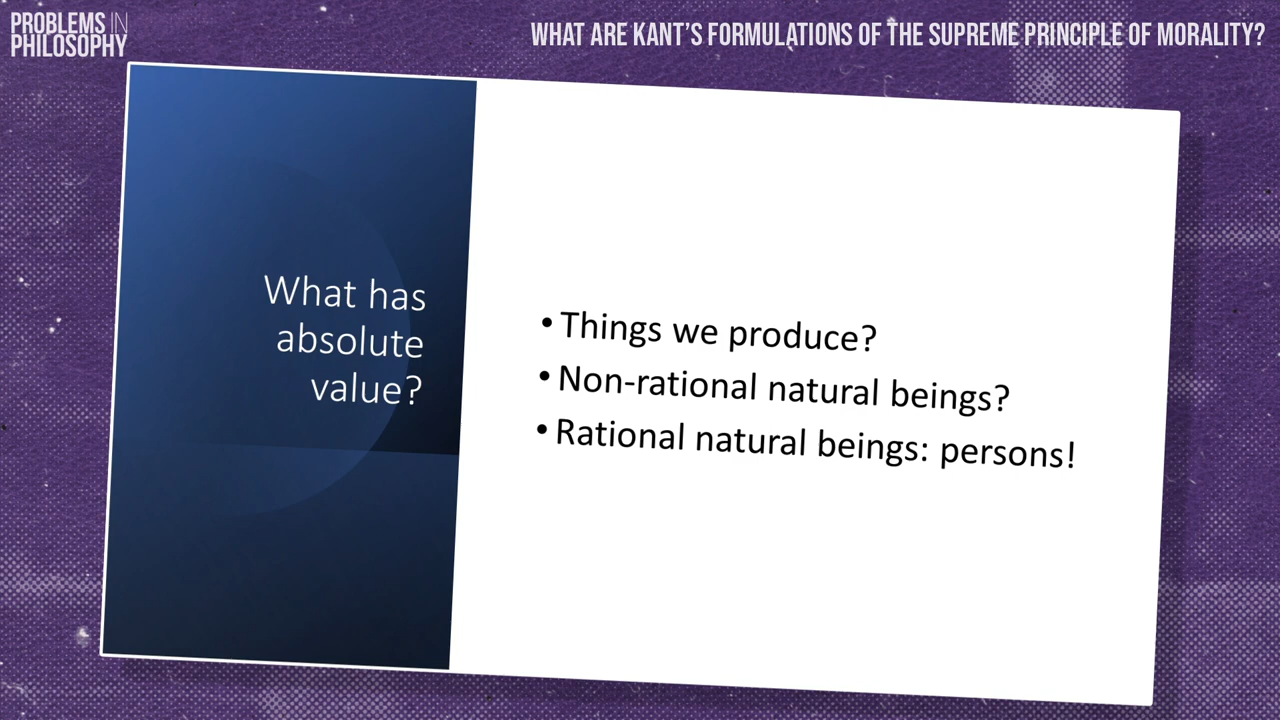 PROBLEMS IN
PHILOSOPHY
WHAT ARE KANT'S FORMULATIONS OF THE SUPREME PRINCIPLE OF MORALITY?
What has
absolute
value?
• Things we produce?
• Non-rational natural beings?
• Rational natural beings: persons!